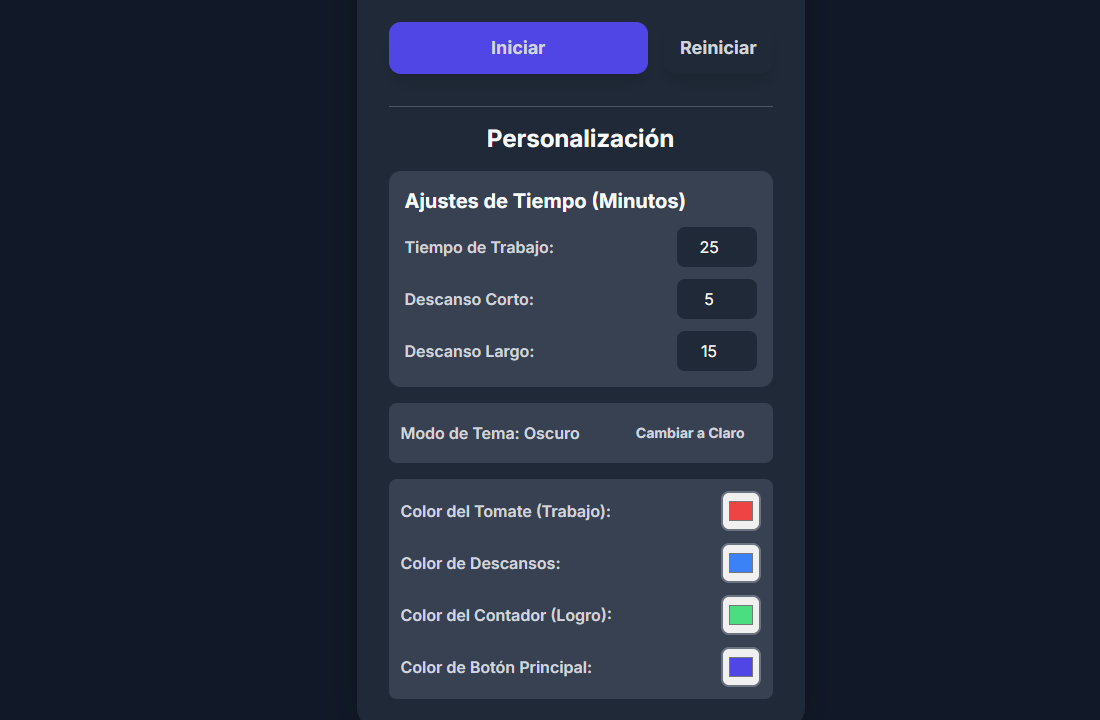 Iniciar
Reiniciar
Personalización
Ajustes de Tiempo (Minutos)
Tiempo de Trabajo: 25
Descanso Corto: 5
Descanso Largo: 15
Modo de Tema: Oscuro Cambiar a Claro
Color del Tomate (Trabajo):
Color de Descansos:
Color del Contador (Logro):
Color de Botón Principal: